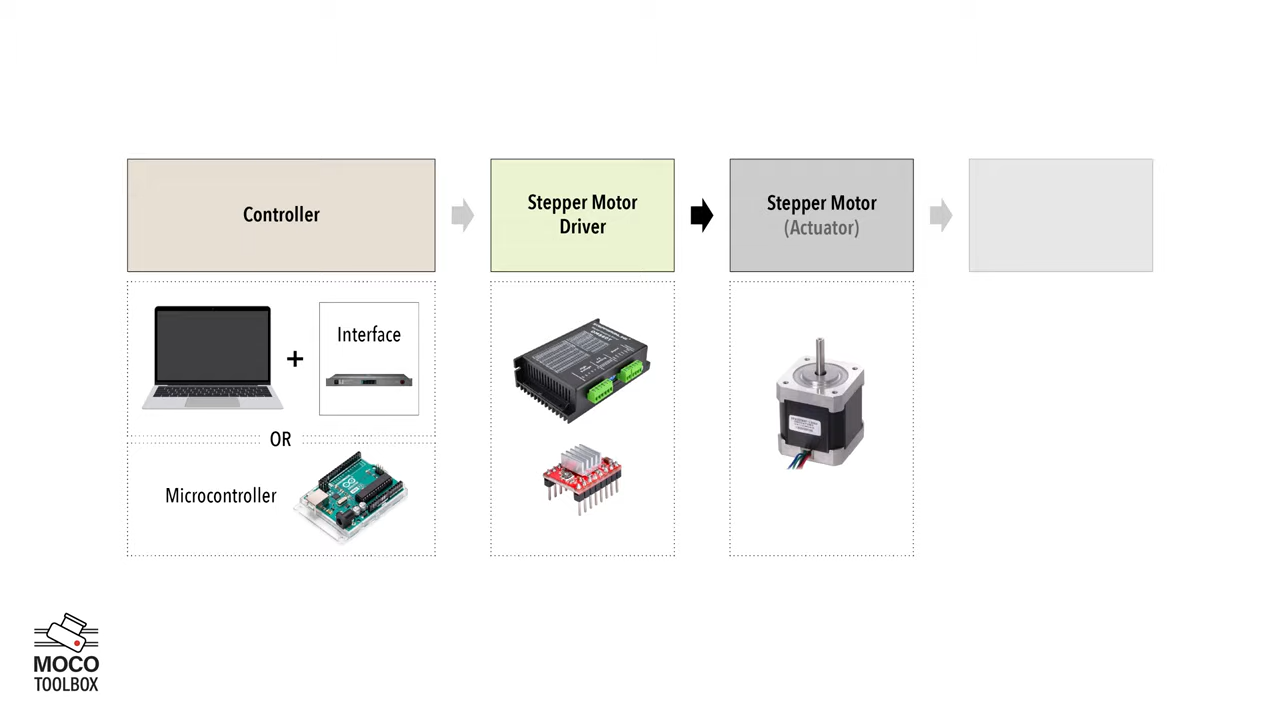 Controller
Stepper Motor
Driver
Stepper Motor
(Actuator)
Interface
+
OR
Microcontroller
MOCO
TOOLBOX